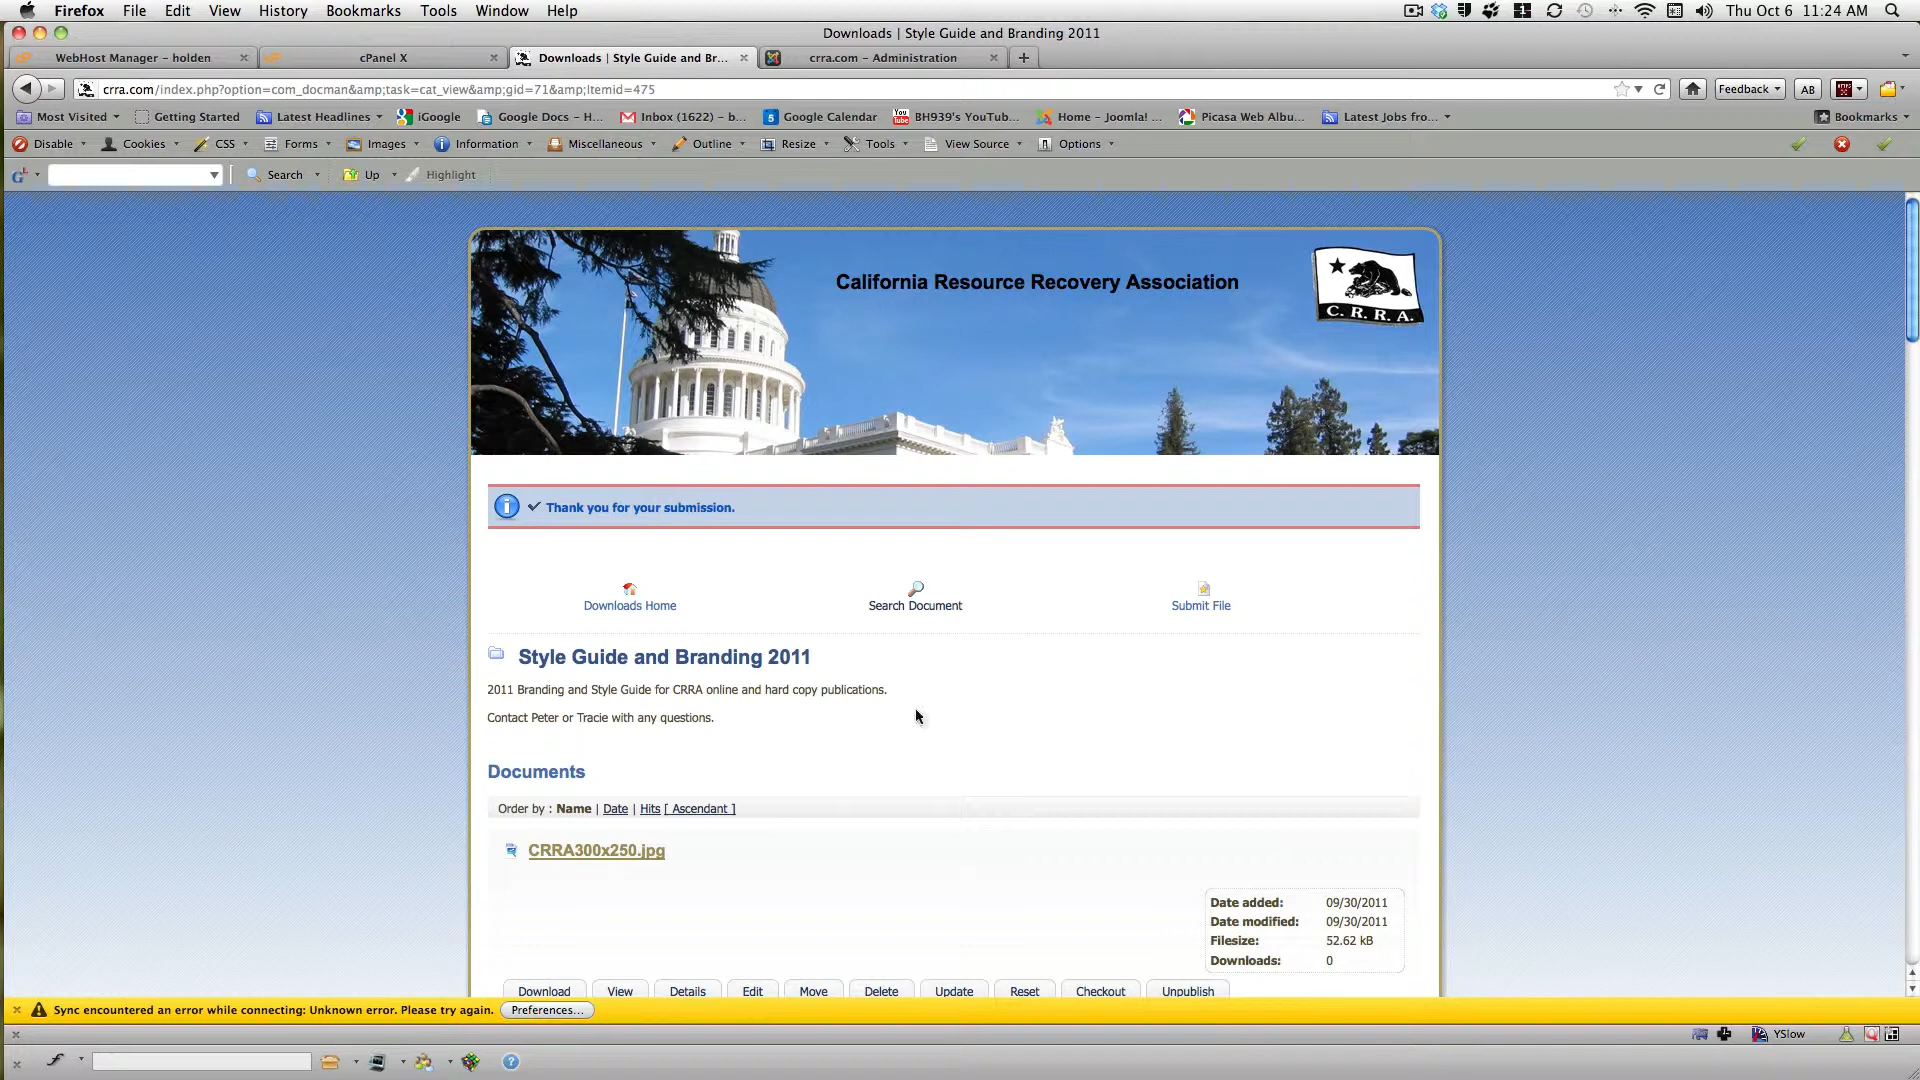 Firefox File Edit View History Bookmarks Tools Window Help Thu Oct 6 11:24 AM
Downloads | Style Guide and Branding 2011
WebHost Manager - holden cPanel X Downloads | Style Guide and Br... crra.com - Administration
crra.com/index.php?option=com_docman&amp;task=cat_view&amp;gid=71&amp;Itemid=475 Feedback AB
Most Visited Getting Started Latest Headlines iGoogle Google Docs - H... Inbox (1622) - b... Google Calendar BH939's YouTub... Home - Joomla! ... Picasa Web Albu... Latest Jobs fro... Bookmarks
Disable Cookies CSS Forms Images Information Miscellaneous Outline Resize Tools View Source Options
Search Up Highlight
California Resource Recovery Association
C. R. R. A.
Thank you for your submission.
Downloads Home Search Document Submit File
Style Guide and Branding 2011
2011 Branding and Style Guide for CRRA online and hard copy publications.
Contact Peter or Tracie with any questions.
Documents
Order by : Name | Date | Hits [ Ascendant ]
CRRA300x250.jpg
Date added: 09/30/2011
Date modified: 09/30/2011
Filesize: 52.62 kB
Downloads: 0
Download View Details Edit Move Delete Update Reset Checkout Unpublish
Sync encountered an error while connecting: Unknown error. Please try again. Preferences...
YSlow